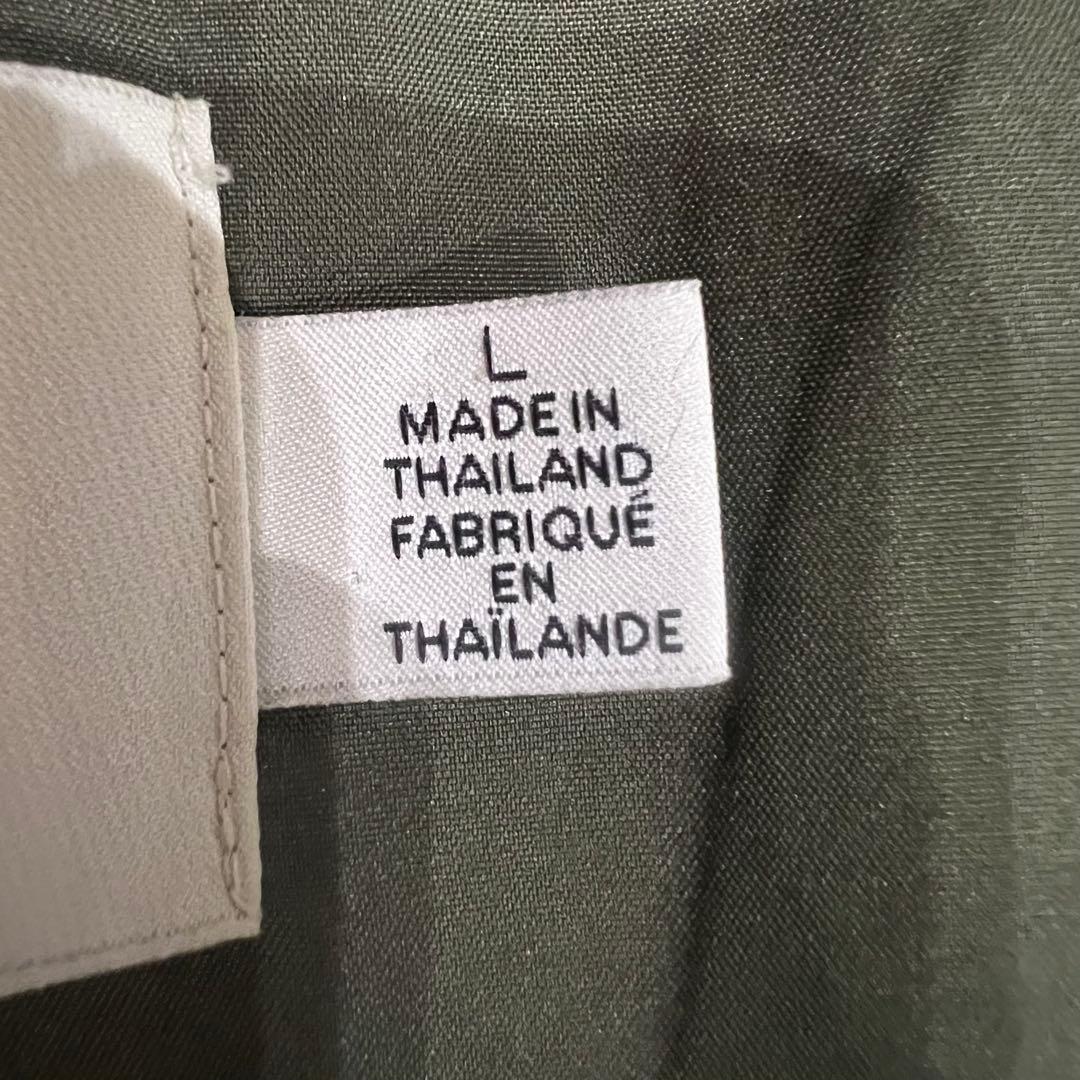 L
MADE IN
THAILAND
FABRIQUÉ
EN
THAÏLANDE